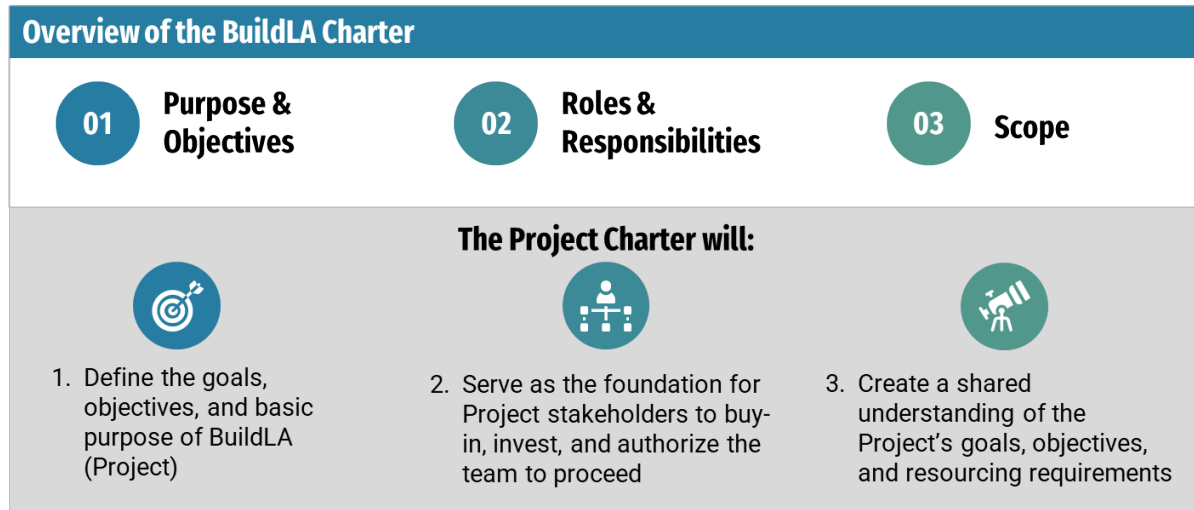 Overview of the BuildLA Charter
01
Purpose &
Objectives
02
Roles &
Responsibilities
03
Scope
The Project Charter will:
1. Define the goals,
objectives, and basic
purpose of BuildLA
(Project)
2. Serve as the foundation for
Project stakeholders to buy-
in, invest, and authorize the
team to proceed
3. Create a shared
understanding of the
Project's goals, objectives,
and resourcing requirements